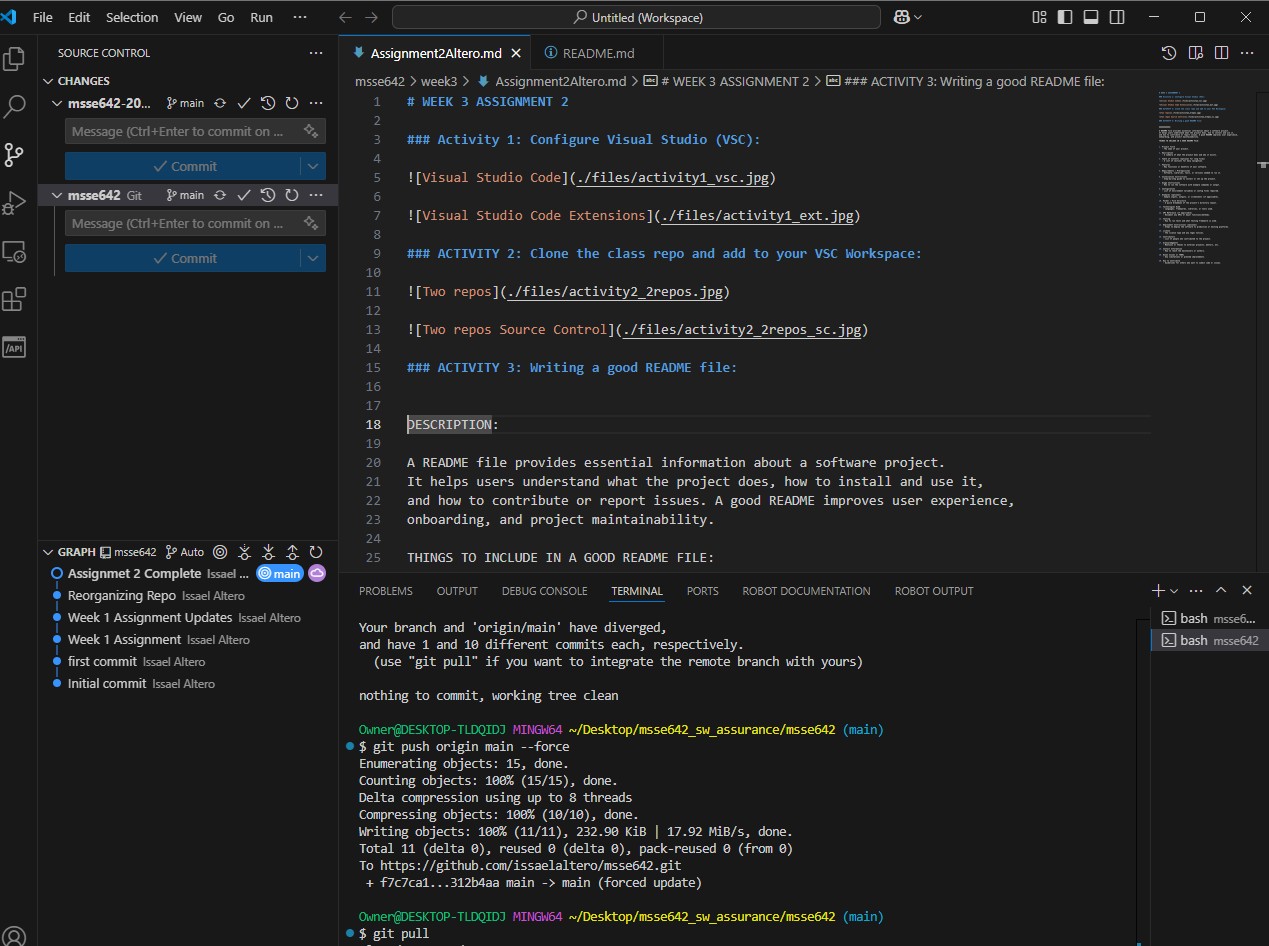 File Edit Selection View Go Run ··· Untitled (Workspace)
SOURCE CONTROL ···
CHANGES
msse642-20... main ···
Message (Ctrl+Enter to commit on ...
Commit
msse642 Git main ···
Message (Ctrl+Enter to commit on ...
Commit
GRAPH msse642 Auto
Assignmet 2 Complete Issael ... main
Reorganizing Repo Issael Altero
Week 1 Assignment Updates Issael Altero
Week 1 Assignment Issael Altero
first commit Issael Altero
Initial commit Issael Altero
Assignment2Altero.md README.md ···
msse642 > week3 > Assignment2Altero.md > # WEEK 3 ASSIGNMENT 2 > ### ACTIVITY 3: Writing a good README file:
1 # WEEK 3 ASSIGNMENT 2
2
3 ### Activity 1: Configure Visual Studio (VSC):
4
5 ![Visual Studio Code](./files/activity1_vsc.jpg)
6
7 ![Visual Studio Code Extensions](./files/activity1_ext.jpg)
8
9 ### ACTIVITY 2: Clone the class repo and add to your VSC Workspace:
10
11 ![Two repos](./files/activity2_2repos.jpg)
12
13 ![Two repos Source Control](./files/activity2_2repos_sc.jpg)
14
15 ### ACTIVITY 3: Writing a good README file:
16
17
18 DESCRIPTION:
19
20 A README file provides essential information about a software project.
21 It helps users understand what the project does, how to install and use it,
22 and how to contribute or report issues. A good README improves user experience,
23 onboarding, and project maintainability.
24
25 THINGS TO INCLUDE IN A GOOD README FILE:
PROBLEMS OUTPUT DEBUG CONSOLE TERMINAL PORTS ROBOT DOCUMENTATION ROBOT OUTPUT ···
Your branch and 'origin/main' have diverged,
and have 1 and 10 different commits each, respectively.
(use "git pull" if you want to integrate the remote branch with yours)
nothing to commit, working tree clean
Owner@DESKTOP-TLDQIDJ MINGW64 ~/Desktop/msse642_sw_assurance/msse642 (main)
$ git push origin main --force
Enumerating objects: 15, done.
Counting objects: 100% (15/15), done.
Delta compression using up to 8 threads
Compressing objects: 100% (10/10), done.
Writing objects: 100% (11/11), 232.90 KiB | 17.92 MiB/s, done.
Total 11 (delta 0), reused 0 (delta 0), pack-reused 0 (from 0)
To https://github.com/issaelaltero/msse642.git
+ f7c7ca1...312b4aa main -> main (forced update)
Owner@DESKTOP-TLDQIDJ MINGW64 ~/Desktop/msse642_sw_assurance/msse642 (main)
$ git pull
bash msse6...
bash msse642
/API